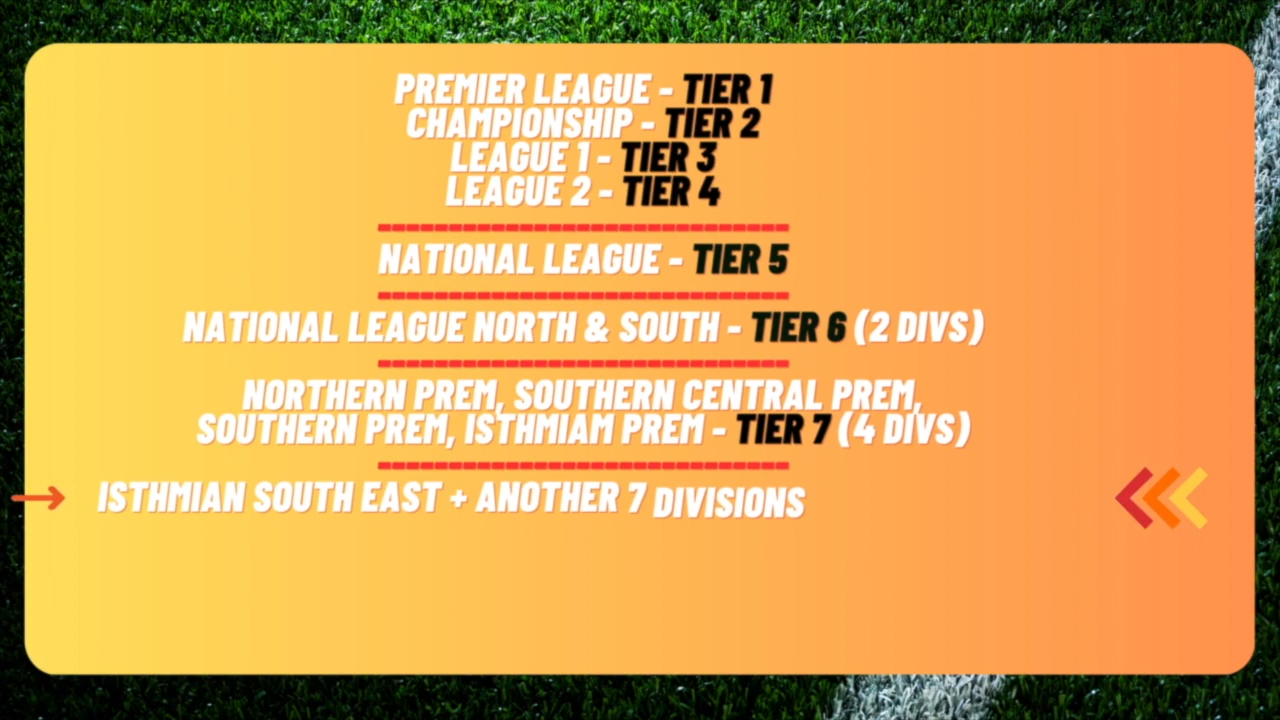 PREMIER LEAGUE - TIER 1
CHAMPIONSHIP - TIER 2
LEAGUE 1 - TIER 3
LEAGUE 2 - TIER 4
NATIONAL LEAGUE - TIER 5
NATIONAL LEAGUE NORTH & SOUTH - TIER 6 (2 DIVS)
NORTHERN PREM, SOUTHERN CENTRAL PREM,
SOUTHERN PREM, ISTHMIAM PREM - TIER 7 (4 DIVS)
ISTHMIAN SOUTH EAST + ANOTHER 7 DIVISIONS